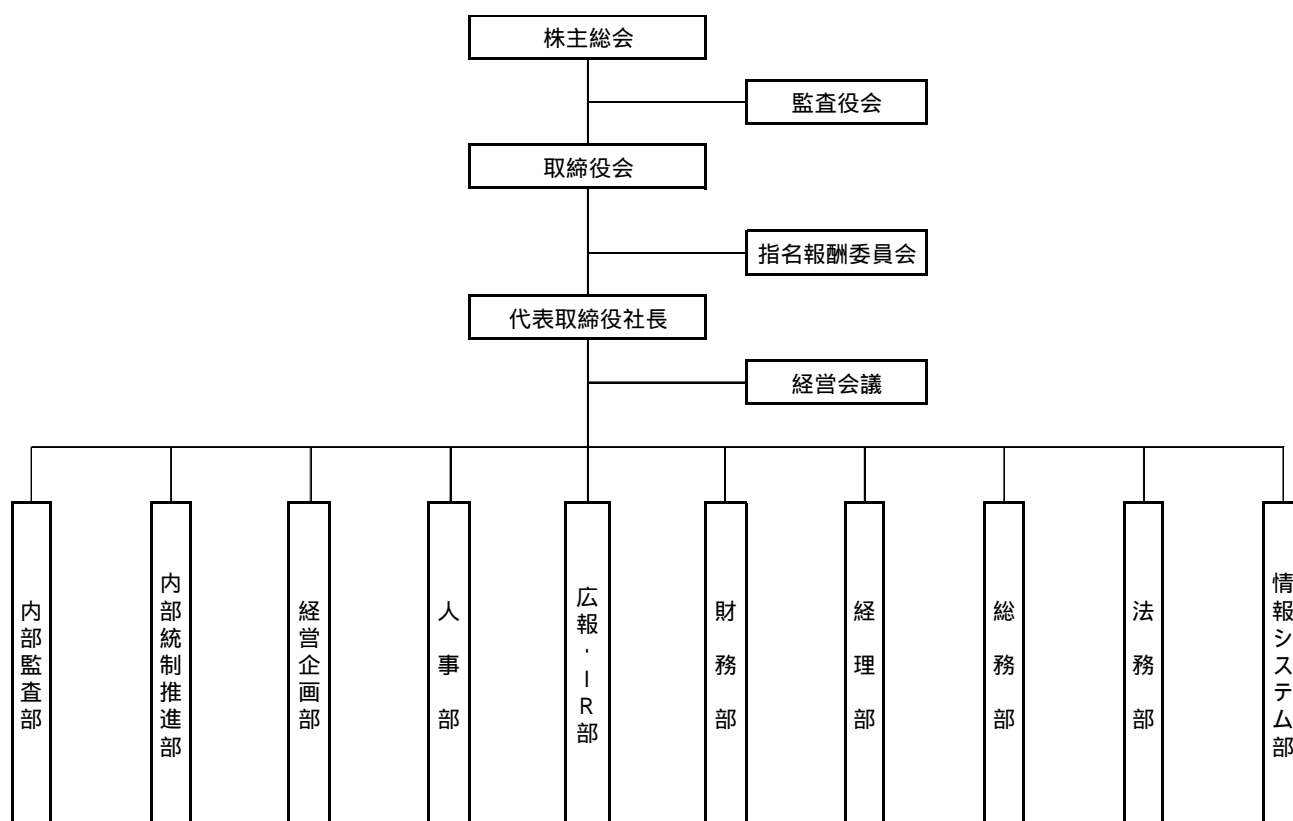 株主総会
監査役会
取締役会
指名報酬委員会
代表取締役社長
経営会議
内部監査部
内部統制推進部
経営企画部
人事部
広報・IR部
財務部
経理部
総務部
法務部
情報システム部